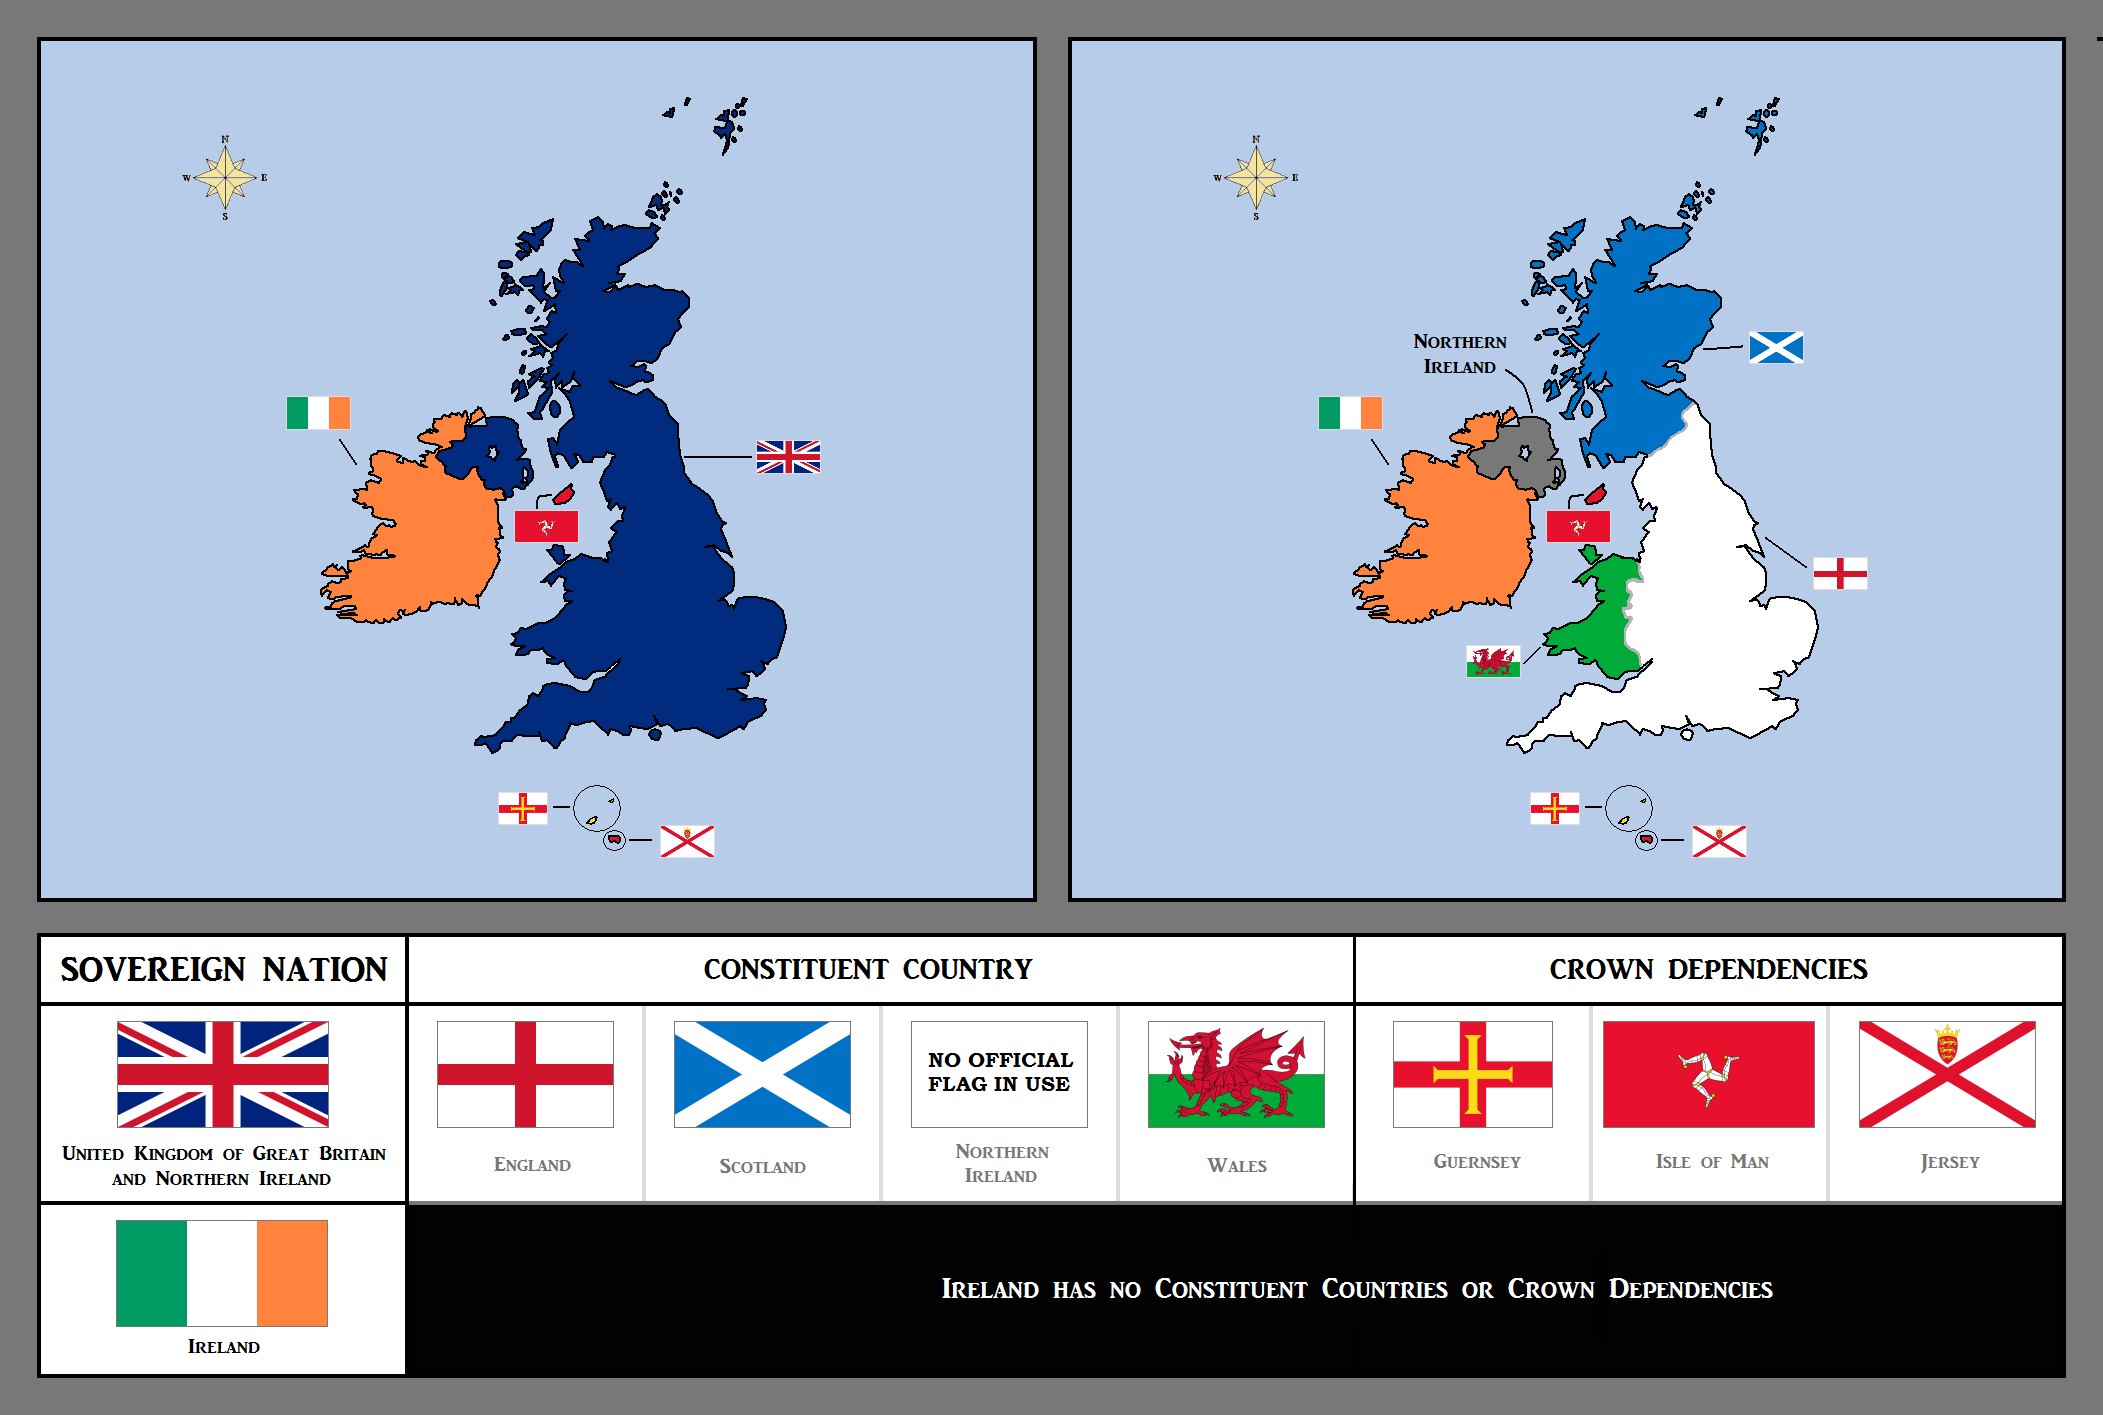 N
W E
S
N
W E
S
Northern
Ireland
SOVEREIGN NATION
CONSTITUENT COUNTRY
CROWN DEPENDENCIES
United Kingdom of Great Britain
and Northern Ireland
England
Scotland
NO OFFICIAL
FLAG IN USE
Northern
Ireland
Wales
Guernsey
Isle of Man
Jersey
Ireland
Ireland has no Constituent Countries or Crown Dependencies